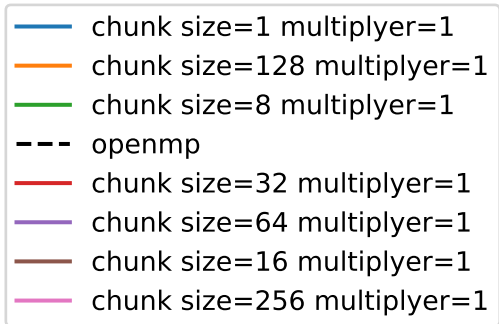 chunk size=1 multiplyer=1
chunk size=128 multiplyer=1
chunk size=8 multiplyer=1
openmp
chunk size=32 multiplyer=1
chunk size=64 multiplyer=1
chunk size=16 multiplyer=1
chunk size=256 multiplyer=1